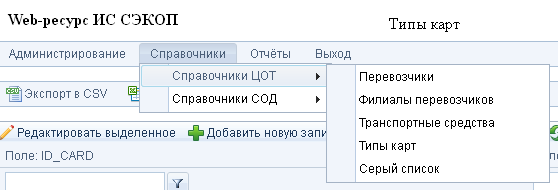 Web-ресурс ИС СЭКОП
Типы карт
Администрирование Справочники Отчёты Выход
Справочники ЦОТ
Справочники СОД
Перевозчики
Филиалы перевозчиков
Транспортные средства
Типы карт
Серый список
Экспорт в CSV
Редактировать выделенное Добавить новую запи
Поле: ID_CARD